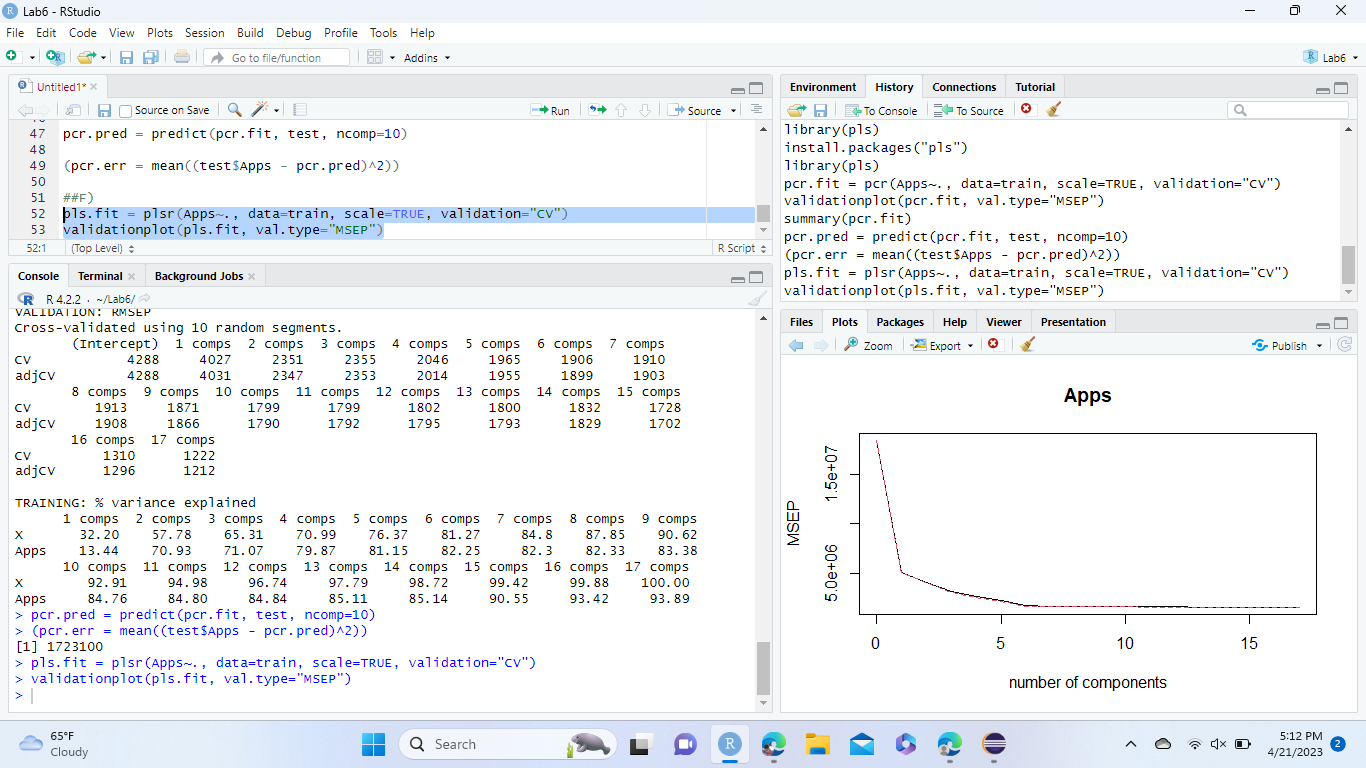 Lab6 - RStudio
File Edit Code View Plots Session Build Debug Profile Tools Help
Go to file/function Addins Lab6
Untitled1*
Source on Save Run Source
47 pcr.pred = predict(pcr.fit, test, ncomp=10)
48
49 (pcr.err = mean((test$Apps - pcr.pred)^2))
50
51 ##F)
52 pls.fit = plsr(Apps~., data=train, scale=TRUE, validation="CV")
53 validationplot(pls.fit, val.type="MSEP")
52:1 (Top Level) R Script
Console Terminal Background Jobs
R 4.2.2 · ~/Lab6/
VALIDATION: RMSEP
Cross-validated using 10 random segments.
(Intercept) 1 comps 2 comps 3 comps 4 comps 5 comps 6 comps 7 comps
CV 4288 4027 2351 2355 2046 1965 1906 1910
adjCV 4288 4031 2347 2353 2014 1955 1899 1903
8 comps 9 comps 10 comps 11 comps 12 comps 13 comps 14 comps 15 comps
CV 1913 1871 1799 1799 1802 1800 1832 1728
adjCV 1908 1866 1790 1792 1795 1793 1829 1702
16 comps 17 comps
CV 1310 1222
adjCV 1296 1212
TRAINING: % variance explained
1 comps 2 comps 3 comps 4 comps 5 comps 6 comps 7 comps 8 comps 9 comps
X 32.20 57.78 65.31 70.99 76.37 81.27 84.8 87.85 90.62
Apps 13.44 70.93 71.07 79.87 81.15 82.25 82.3 82.33 83.38
10 comps 11 comps 12 comps 13 comps 14 comps 15 comps 16 comps 17 comps
X 92.91 94.98 96.74 97.79 98.72 99.42 99.88 100.00
Apps 84.76 84.80 84.84 85.11 85.14 90.55 93.42 93.89
> pcr.pred = predict(pcr.fit, test, ncomp=10)
> (pcr.err = mean((test$Apps - pcr.pred)^2))
[1] 1723100
> pls.fit = plsr(Apps~., data=train, scale=TRUE, validation="CV")
> validationplot(pls.fit, val.type="MSEP")
>
Environment History Connections Tutorial
To Console To Source
library(pls)
install.packages("pls")
library(pls)
pcr.fit = pcr(Apps~., data=train, scale=TRUE, validation="CV")
validationplot(pcr.fit, val.type="MSEP")
summary(pcr.fit)
pcr.pred = predict(pcr.fit, test, ncomp=10)
(pcr.err = mean((test$Apps - pcr.pred)^2))
pls.fit = plsr(Apps~., data=train, scale=TRUE, validation="CV")
validationplot(pls.fit, val.type="MSEP")
Files Plots Packages Help Viewer Presentation
Zoom Export Publish
Apps
MSEP
1.5e+07
5.0e+06
0 5 10 15
number of components
65°F
Cloudy
Search
5:12 PM
4/21/2023
2